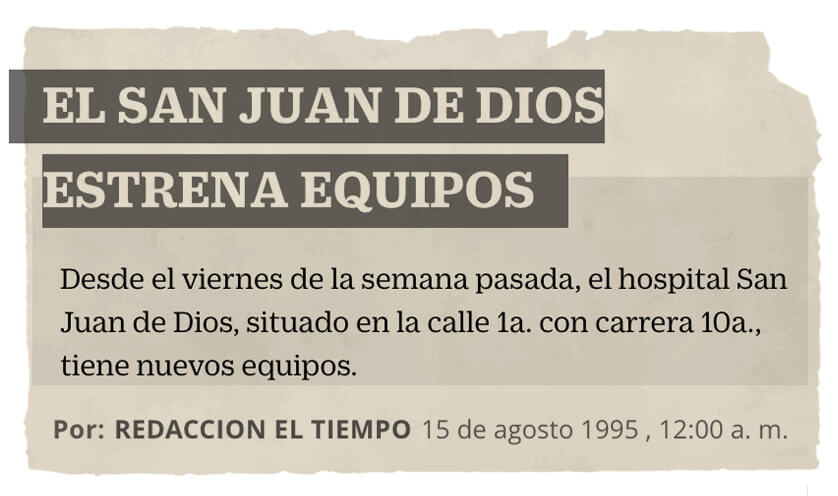 EL SAN JUAN DE DIOS
ESTRENA EQUIPOS
Desde el viernes de la semana pasada, el hospital San
Juan de Dios, situado en la calle 1a. con carrera 10a.,
tiene nuevos equipos.
Por: REDACCION EL TIEMPO 15 de agosto 1995 , 12:00 a. m.